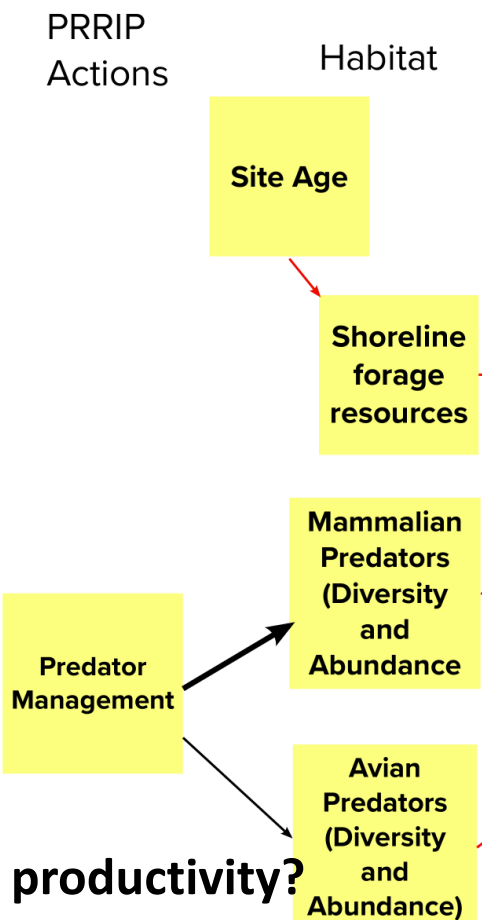 PRRIP
Actions
Habitat
Site Age
Shoreline
forage
resources
Mammalian
Predators
(Diversity
and
Abundance
Predator
Management
Avian
Predators
(Diversity
and
Abundance)
productivity?